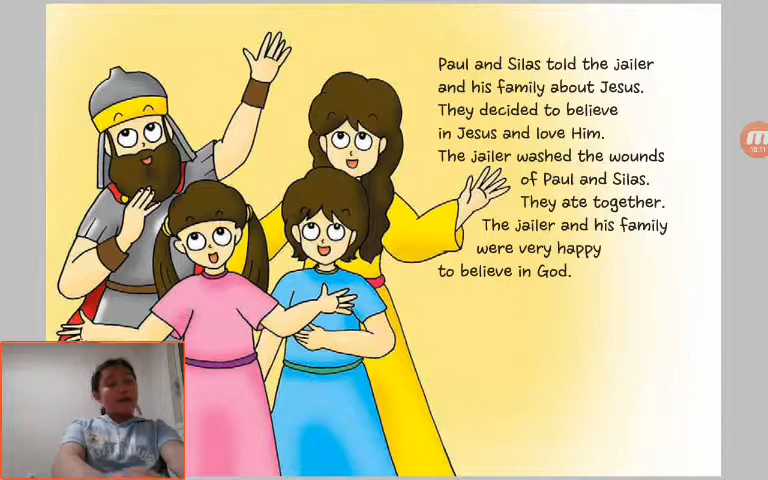 Paul and Silas told the jailer
and his family about Jesus.
They decided to believe
in Jesus and love Him.
The jailer washed the wounds
of Paul and Silas.
They ate together.
The jailer and his family
were very happy
to believe in God.
M
10:11